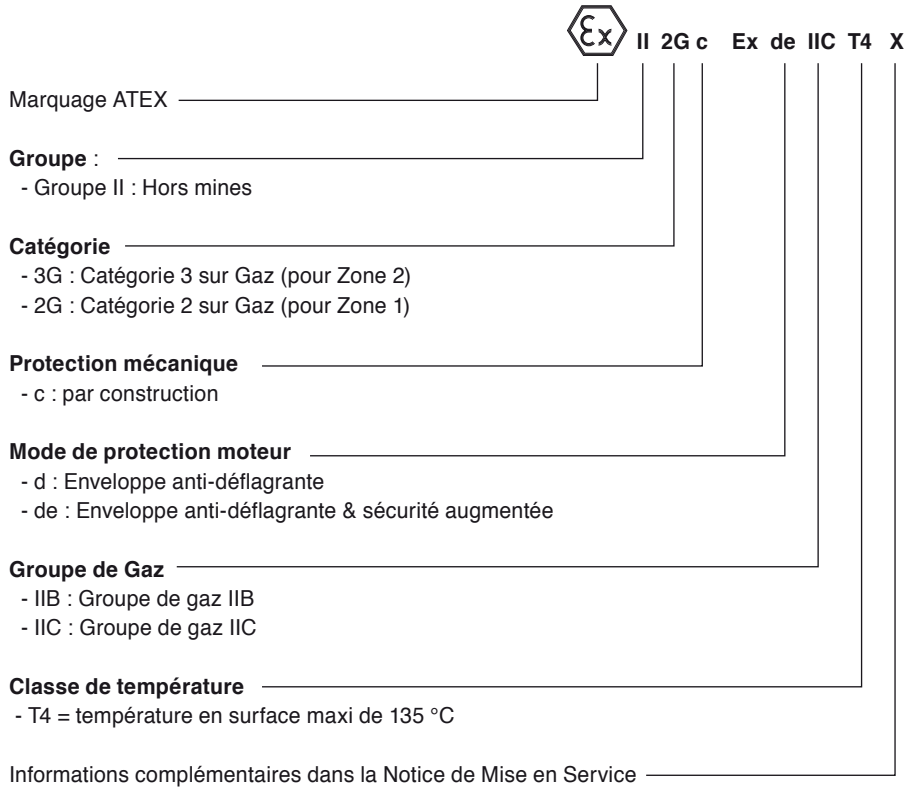 Ex II 2G c Ex de IIC T4 X
Marquage ATEX
Groupe :
- Groupe II : Hors mines
Catégorie
- 3G : Catégorie 3 sur Gaz (pour Zone 2)
- 2G : Catégorie 2 sur Gaz (pour Zone 1)
Protection mécanique
- c : par construction
Mode de protection moteur
- d : Enveloppe anti-déflagrante
- de : Enveloppe anti-déflagrante & sécurité augmentée
Groupe de Gaz
- IIB : Groupe de gaz IIB
- IIC : Groupe de gaz IIC
Classe de température
- T4 = température en surface maxi de 135 °C
Informations complémentaires dans la Notice de Mise en Service